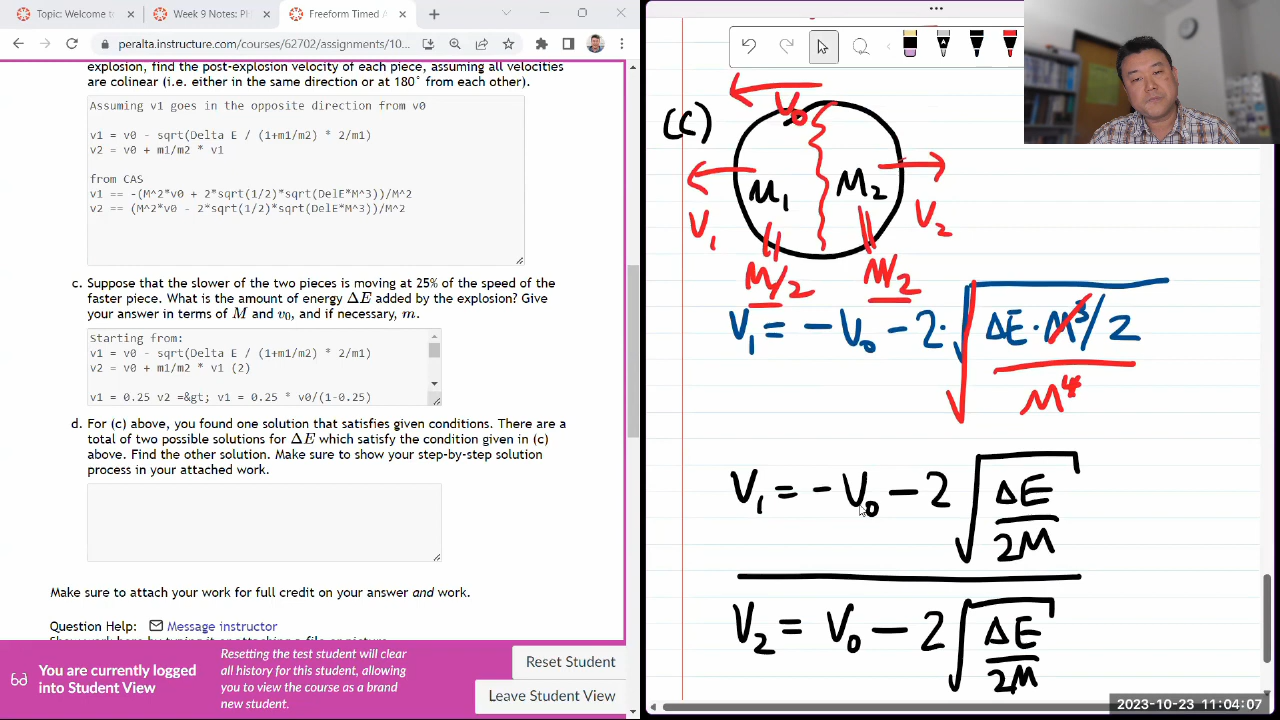 Topic: Welcome to
Week 9 Notes P1
Freeform Timed A
peralta.instructure.com/courses/62
assignments/10...
explosion, find the post-exploson velocity of each piece, assuming all velocities
are colinear (i.e. either in the same direction or at 180° from each other).
Assuming v1 goes in the opposite direction from v0
v1 = v0 - sqrt(Delta E / (1+m1/m2) * 2/m1)
v2 = v0 + m1/m2 * v1
from CAS
v1 == -(M^2*v0 - 2*sqrt(1/2)*sqrt(DelE*M^3))/M^2
v2 == (M^2*v0 - 2*sqrt(1/2)*sqrt(DelE*M^3))/M^2
c. Suppose that the slower of the two pieces is moving at 25% of the speed of the
faster piece. What is the amount of energy ΔE added by the explosion? Give
your answer in terms of M and v₀, and if necessary, m.
Starting from:
v1 = v0 - sqrt(Delta E / (1+m1/m2) * 2/m1)
v2 = v0 + m1/m2 * v1 (2)
v1 = 0.25 v2 =&gt; v1 = 0.25 * v0/(1-0.25)
d. For (c) above, you found one solution that satisfies given conditions. There are a
total of two possible solutions for ΔE which satisfy the condition given in (c)
above. Find the other solution. Make sure to show your step-by-step solution
process in your attached work.
Make sure to attach your work for full credit on your answer and work.
Question Help: Message instructor
You are currently logged
into Student View
Resetting the test student will clear
all history for this student, allowing
you to view the course as a brand
new student.
Reset Student
Leave Student View
(c)
V₀
M₁
M₂
V₁
V₂
M/2
M/2
V₁ = -V₀ - 2·√(ΔE·M³/2
M⁴
V₁ = -V₀ - 2√(ΔE/2M)
V₂ = V₀ - 2√(ΔE/2M)
2023-10-23 11:04:07